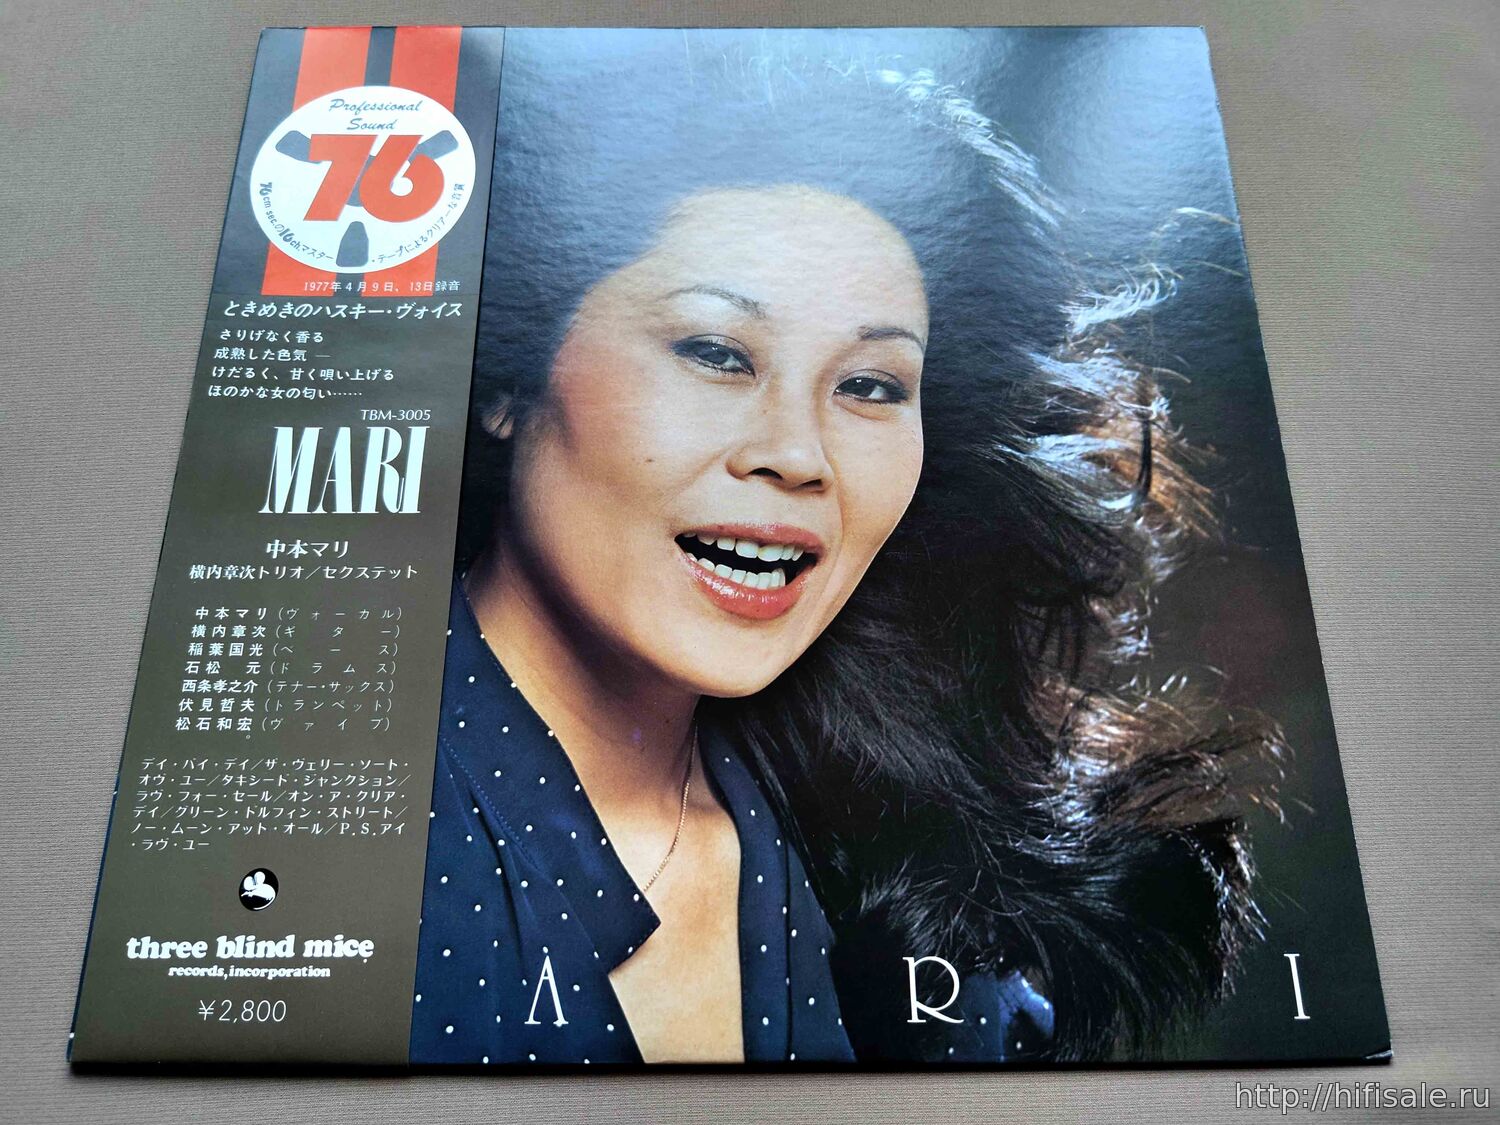 Professional
Sound
76
76cm sec.の16ch.マスター・テープによるクリアーな音質
1977年4月9日、13日録音
ときめきのハスキー・ヴォイス
さりげなく香る
成熟した色気 —
けだるく、甘く唄い上げる
ほのかな女の匂い……
TBM-3005
MARI
中本マリ
横内章次トリオ/セクステット
中本マリ(ヴォーカル)
横内章次(ギター)
稲葉国光(ベース)
石松 元(ドラムス)
西条孝之介(テナー・サックス)
伏見哲夫(トランペット)
松石和宏(ヴァイブ)
デイ・バイ・デイ/ザ・ヴェリー・ソート・
オヴ・ユー/タキシード・ジャンクション/
ラヴ・フォー・セール/オン・ア・クリア・
デイ/グリーン・ドルフィン・ストリート/
ノー・ムーン・アット・オール/P.S.アイ
・ラヴ・ユー
three blind mice
records, incorporation
¥2,800
A R I
http://hifisale.ru